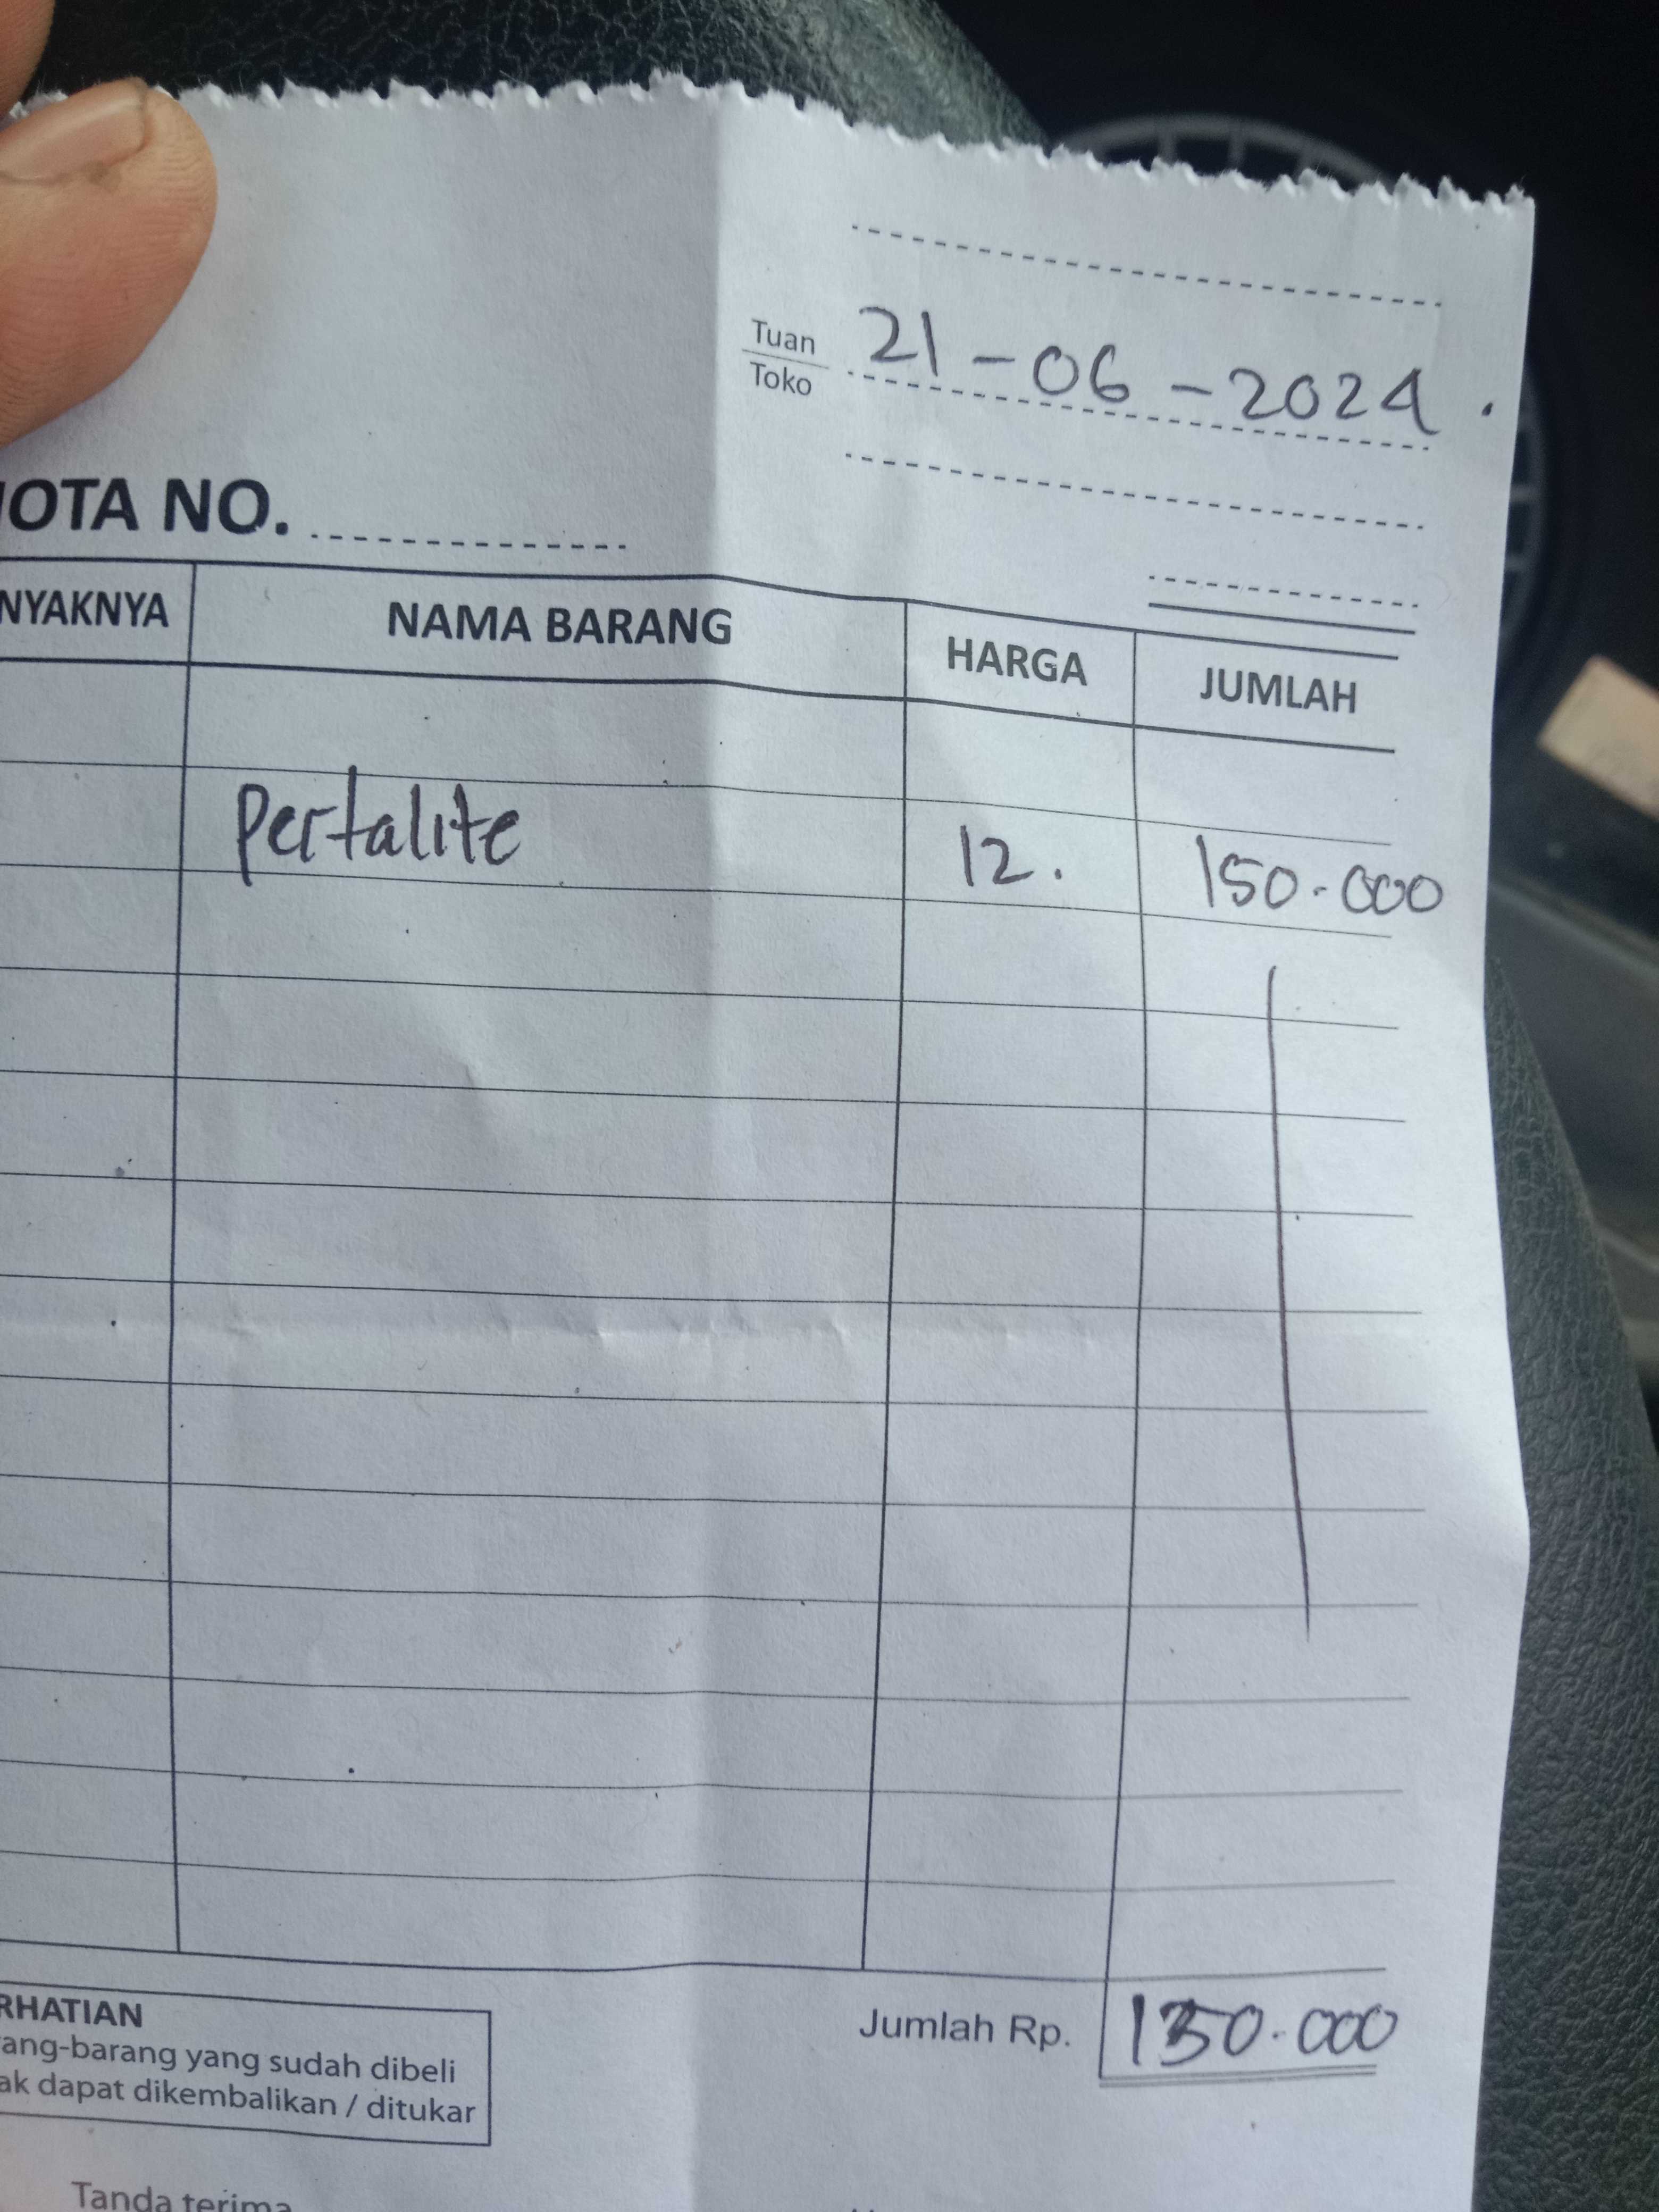 Tuan 21-06-2024.
Toko
OTA NO. ..............
NYAKNYA NAMA BARANG HARGA JUMLAH
Pertalite 12. 150.000
Jumlah Rp. 150.000
RHATIAN
ang-barang yang sudah dibeli
ak dapat dikembalikan / ditukar
Tanda terima